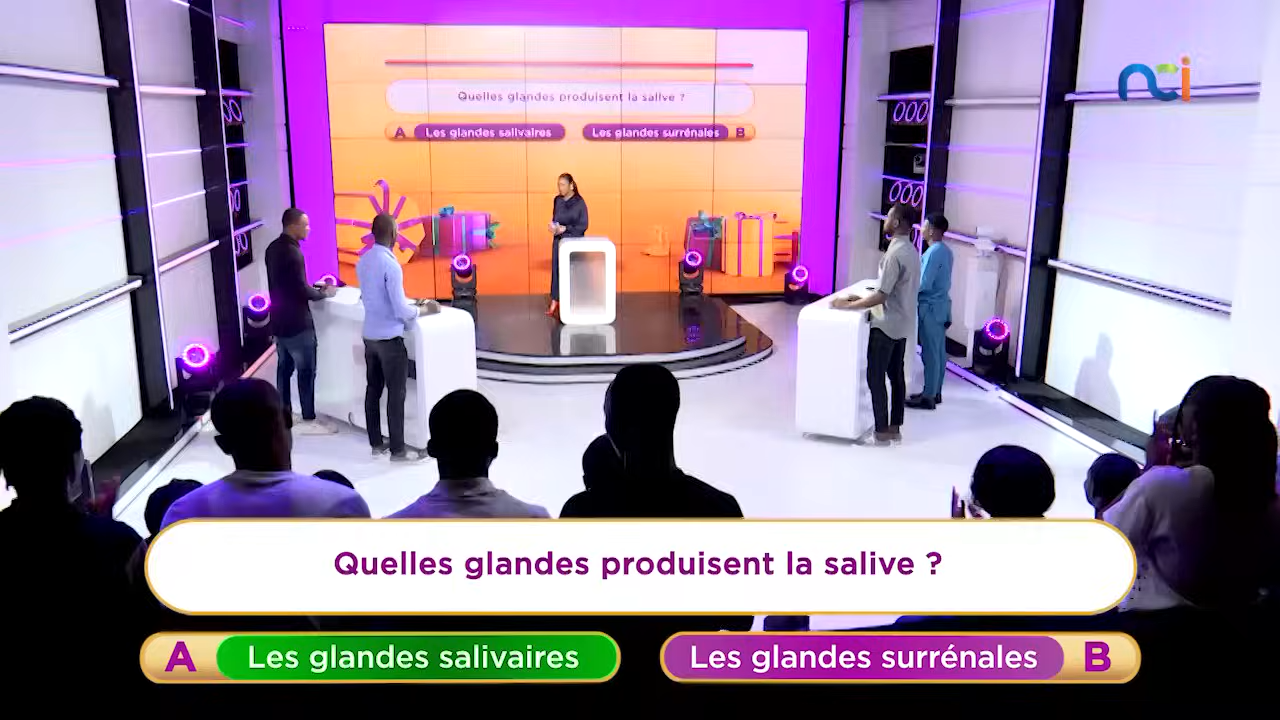 nci
Quelles glandes produisent la salive ?
A Les glandes salivaires Les glandes surrénales B
Quelles glandes produisent la salive ?
A Les glandes salivaires Les glandes surrénales B